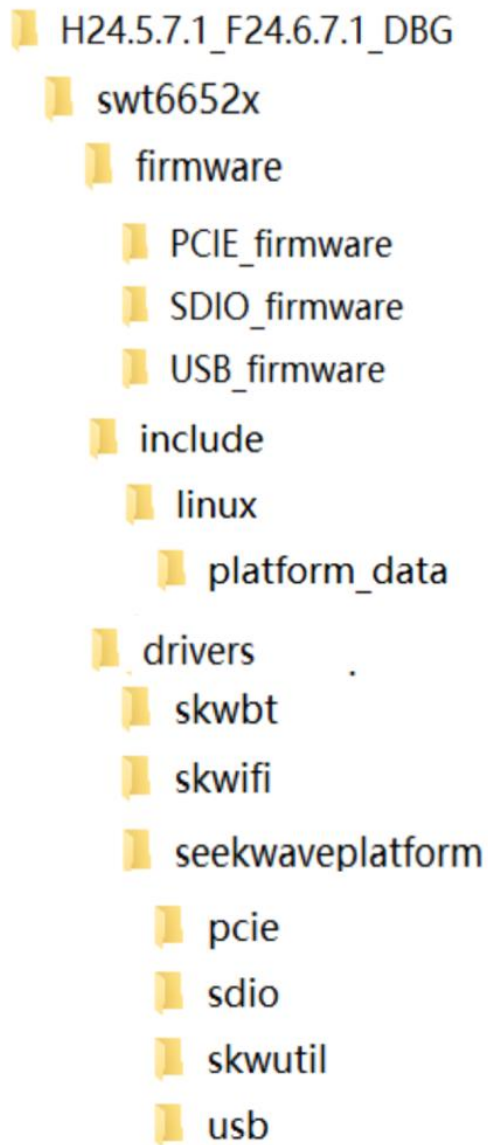 H24.5.7.1_F24.6.7.1_DBG
swt6652x
firmware
PCIE_firmware
SDIO_firmware
USB_firmware
include
linux
platform_data
drivers
skwbt
skwifi
seekwaveplatform
pcie
sdio
skwutil
usb